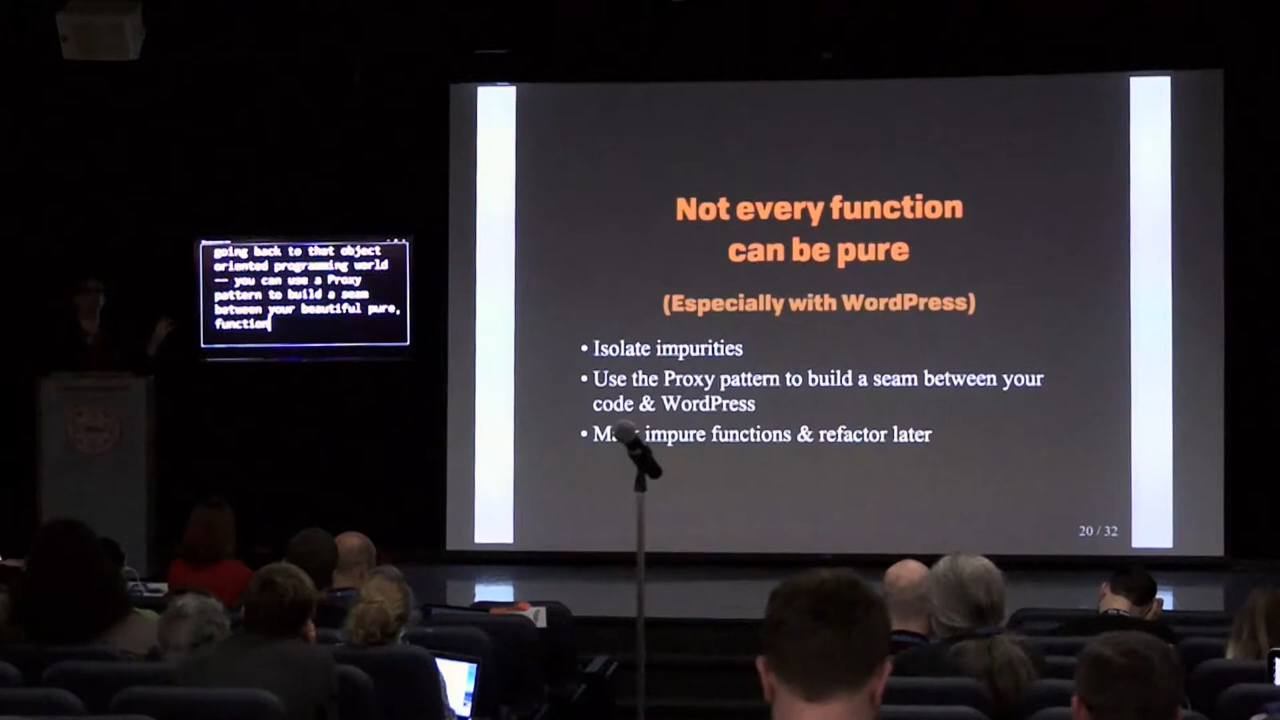 going back to that object
oriented programming world
-- you can use a Proxy
pattern to build a seam
between your beautiful pure,
function
Not every function
can be pure
(Especially with WordPress)
• Isolate impurities
• Use the Proxy pattern to build a seam between your
code & WordPress
• impure functions & refactor later
20 / 32